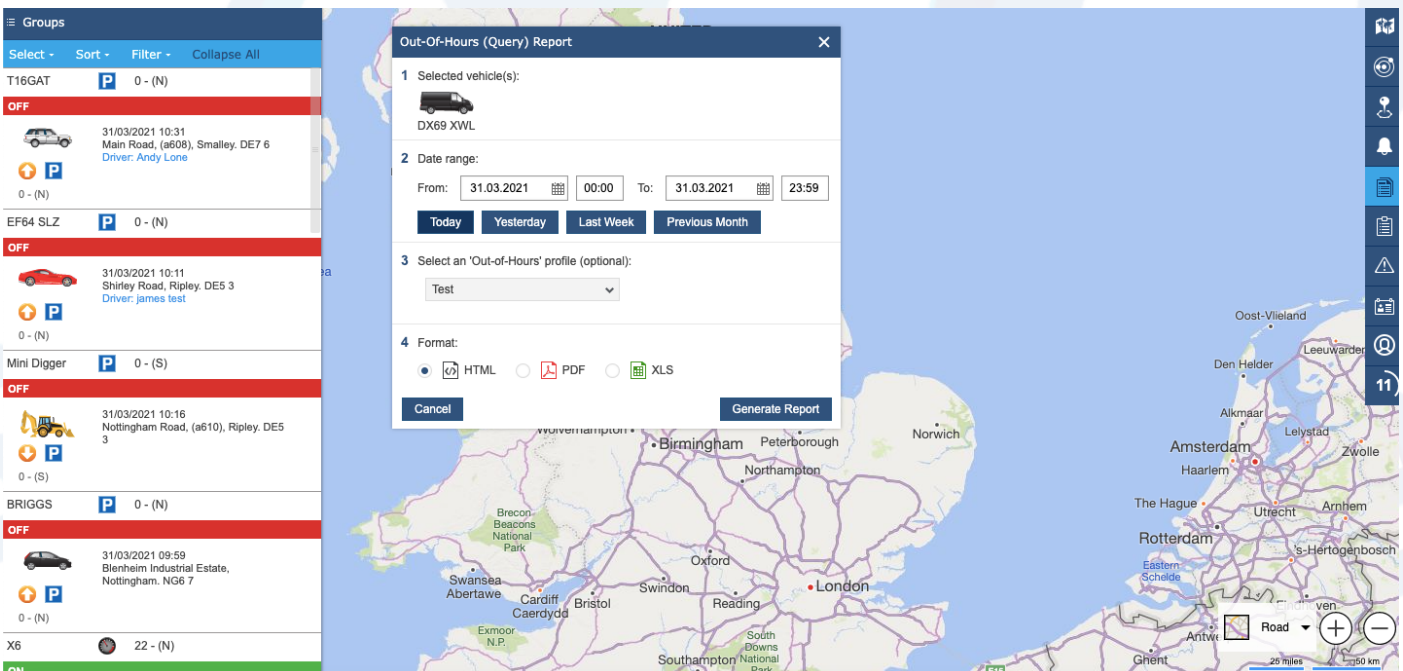 Groups
Select Sort Filter Collapse All
T16GAT P 0 - (N)
OFF
31/03/2021 10:31
Main Road, (a608), Smalley. DE7 6
Driver: Andy Lone
P
0 - (N)
EF64 SLZ P 0 - (N)
OFF
31/03/2021 10:11
Shirley Road, Ripley. DE5 3
Driver: james test
P
0 - (N)
Mini Digger P 0 - (S)
OFF
31/03/2021 10:16
Nottingham Road, (a610), Ripley. DE5
3
P
0 - (S)
BRIGGS P 0 - (N)
OFF
31/03/2021 09:59
Blenheim Industrial Estate,
Nottingham. NG6 7
P
0 - (N)
X6 22 - (N)
ON
Out-Of-Hours (Query) Report
1 Selected vehicle(s):
DX69 XWL
2 Date range:
From: 31.03.2021 00:00 To: 31.03.2021 23:59
Today Yesterday Last Week Previous Month
3 Select an 'Out-of-Hours' profile (optional):
Test
4 Format:
HTML PDF XLS
Cancel Generate Report
Wolverhampton
Birmingham
Peterborough
Norwich
Northampton
Brecon
Beacons
National
Park
Oxford
Swansea
Abertawe
Cardiff
Caerdydd
Bristol
Swindon
Reading
London
Exmoor
N.P.
South
Downs
National
Park
Southampton
Oost-Vlieland
Leeuwarden
Den Helder
Alkmaar
Lelystad
Amsterdam
Zwolle
Haarlem
The Hague
Utrecht
Arnhem
Rotterdam
's-Hertogenbosch
Eastern
Schelde
Eindhoven
Antwe
Ghent
E15
11
Road
25 miles 50 km